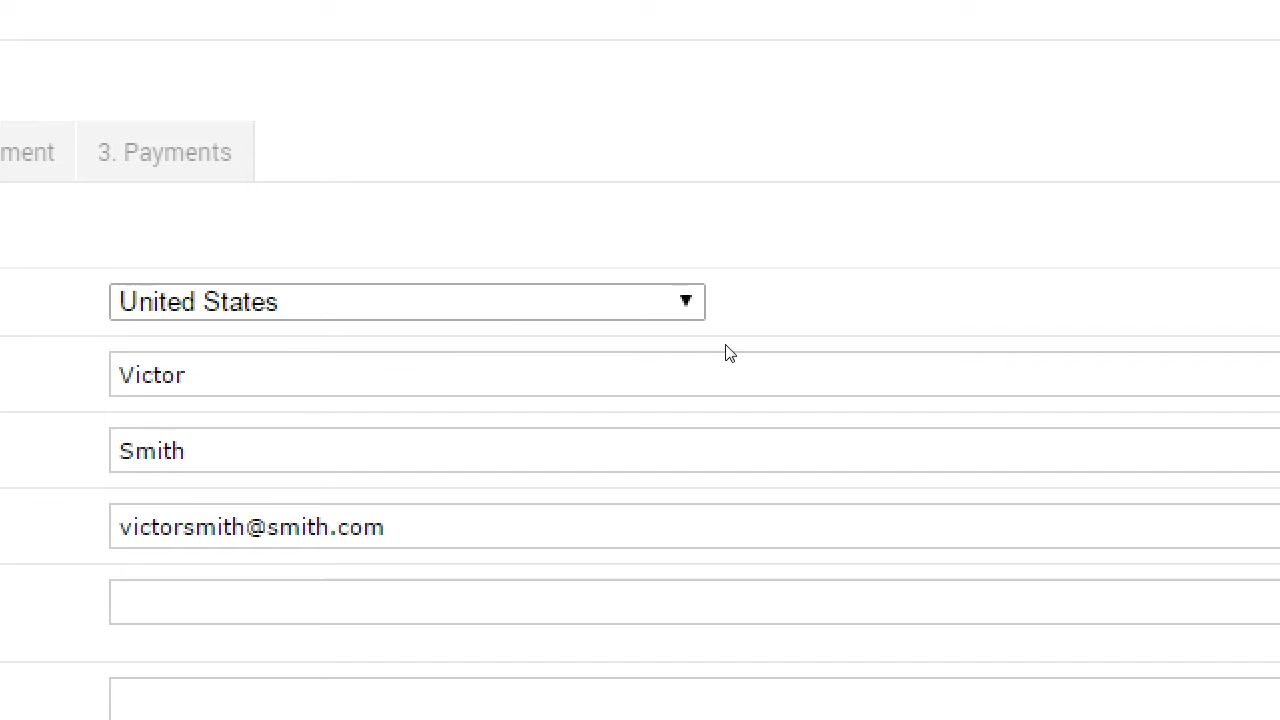 ment 3. Payments
United States
Victor
Smith
victorsmith@smith.com